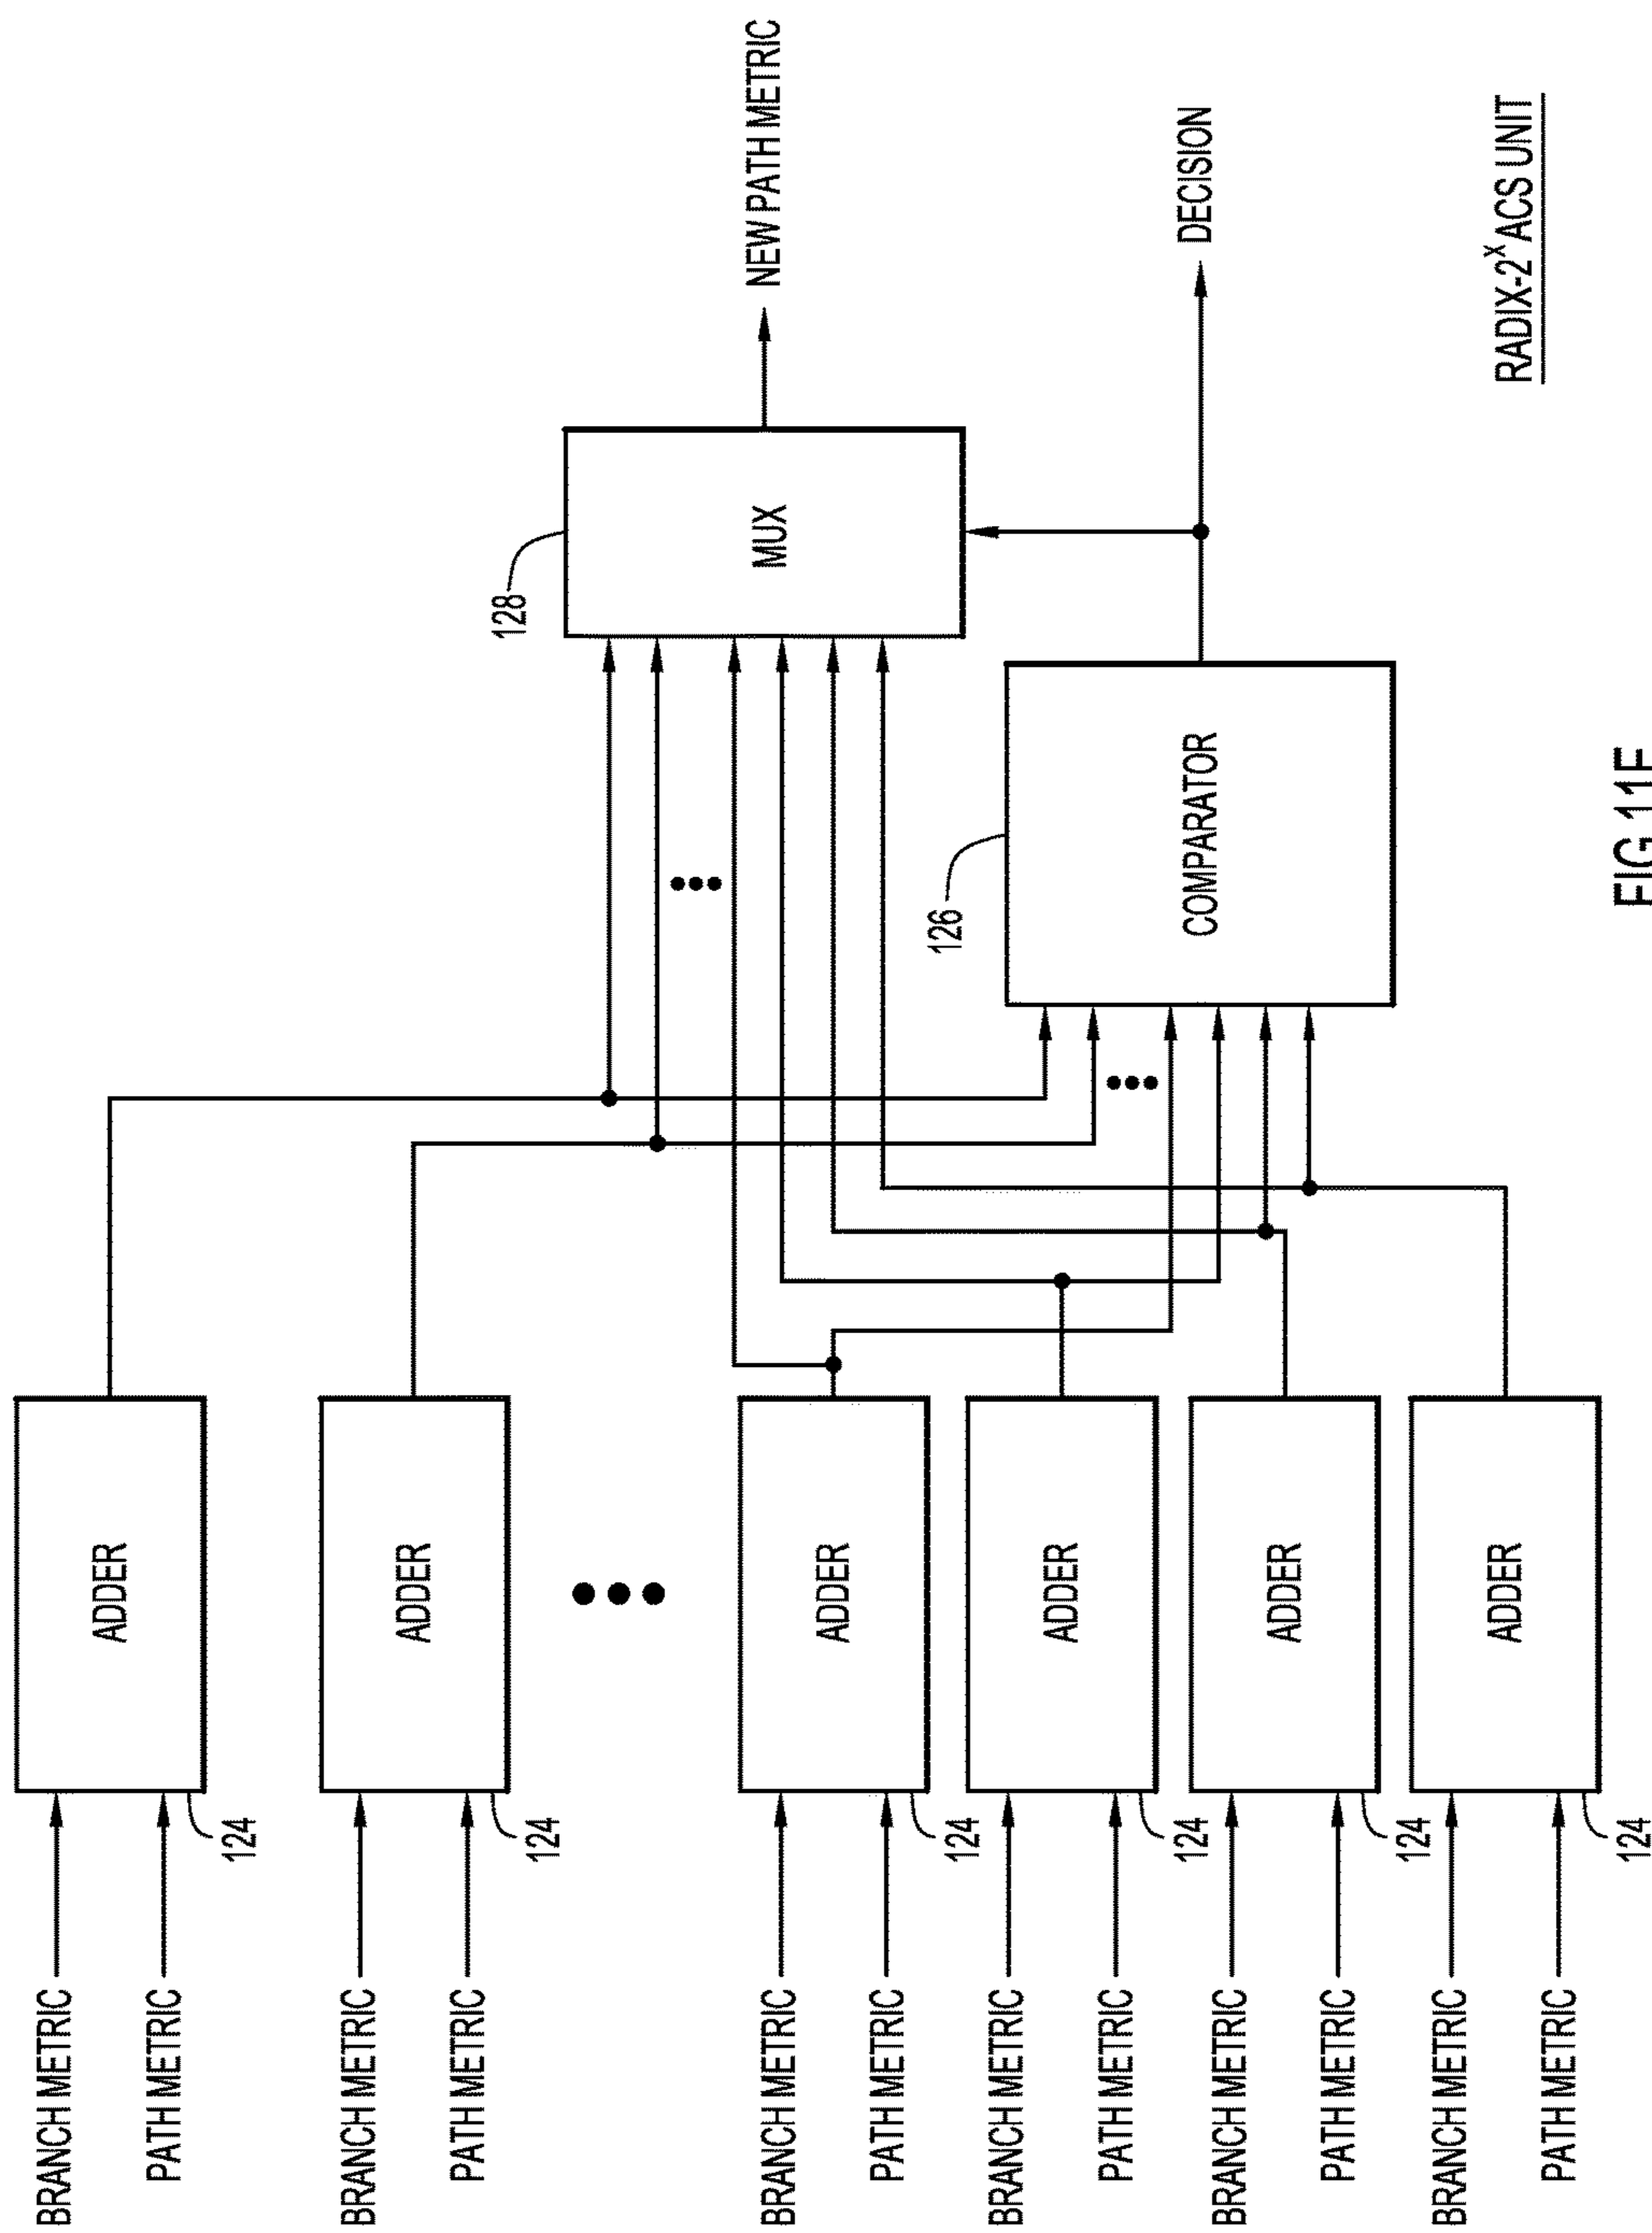 BRANCH METRIC
PATH METRIC
124
ADDER
BRANCH METRIC
PATH METRIC
124
ADDER
BRANCH METRIC
PATH METRIC
124
ADDER
BRANCH METRIC
PATH METRIC
124
ADDER
BRANCH METRIC
PATH METRIC
124
ADDER
BRANCH METRIC
PATH METRIC
124
ADDER
128
MUX
NEW PATH METRIC
126
COMPARATOR
DECISION
RADIX-2^X ACS UNIT